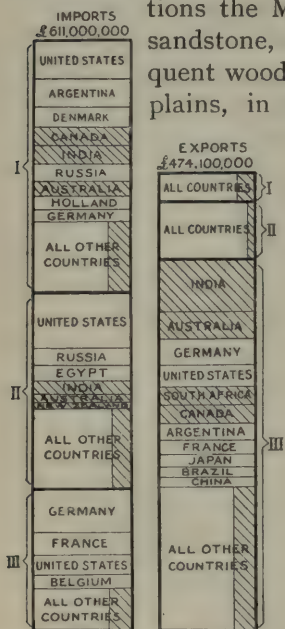 tions the M
sandstone,
quent wood
plains, in
IMPORTS
£611,000,000
I
UNITED STATES
ARGENTINA
DENMARK
CANADA
INDIA
RUSSIA
AUSTRALIA
HOLLAND
GERMANY
ALL OTHER
COUNTRIES
II
UNITED STATES
RUSSIA
EGYPT
INDIA
AUSTRALIA
NEW ZEALAND
ALL OTHER
COUNTRIES
III
GERMANY
FRANCE
UNITED STATES
BELGIUM
ALL OTHER
COUNTRIES
EXPORTS
£474,100,000
ALL COUNTRIES I
ALL COUNTRIES II
INDIA
AUSTRALIA
GERMANY
UNITED STATES
SOUTH AFRICA
CANADA
ARGENTINA
FRANCE
JAPAN
BRAZIL
CHINA
III
ALL OTHER
COUNTRIES